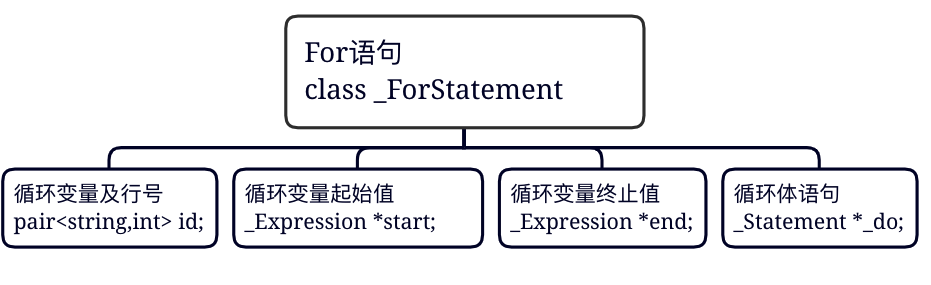 For语句
class _ForStatement
循环变量及行号
pair<string,int> id;
循环变量起始值
_Expression *start;
循环变量终止值
_Expression *end;
循环体语句
_Statement *_do;